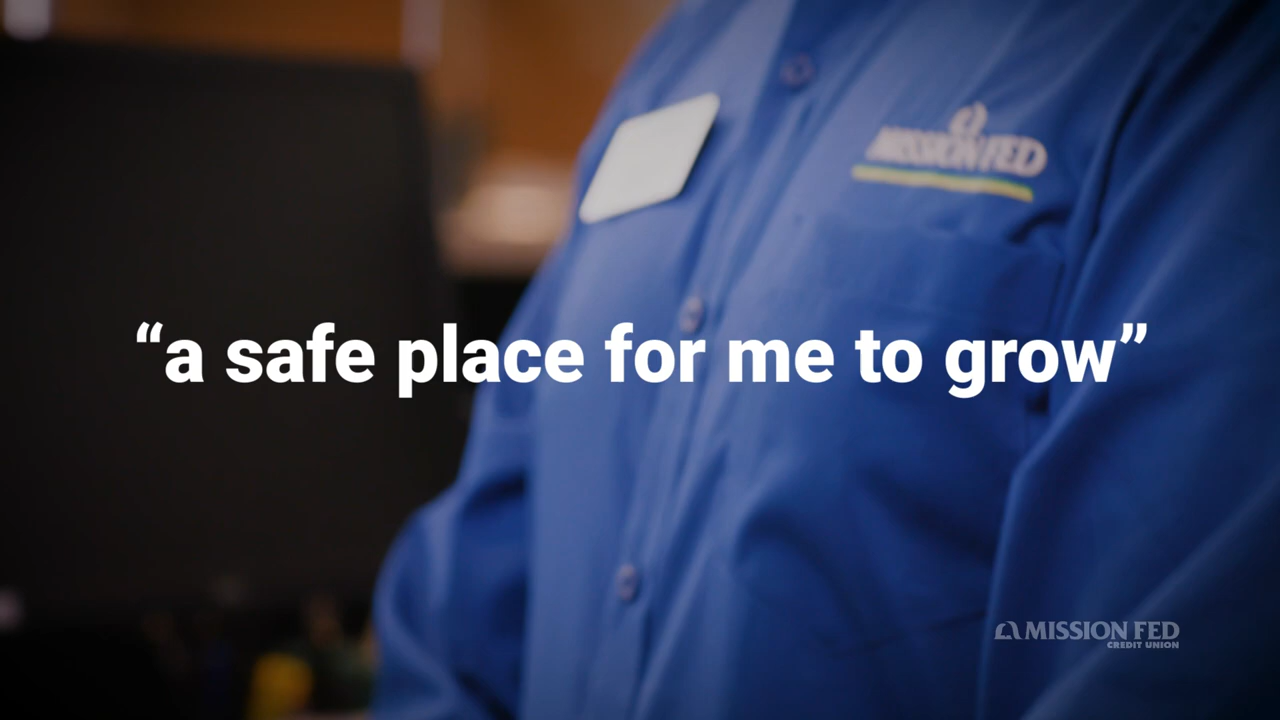 MISSION FED
“a safe place for me to grow”
MISSION FED
CREDIT UNION